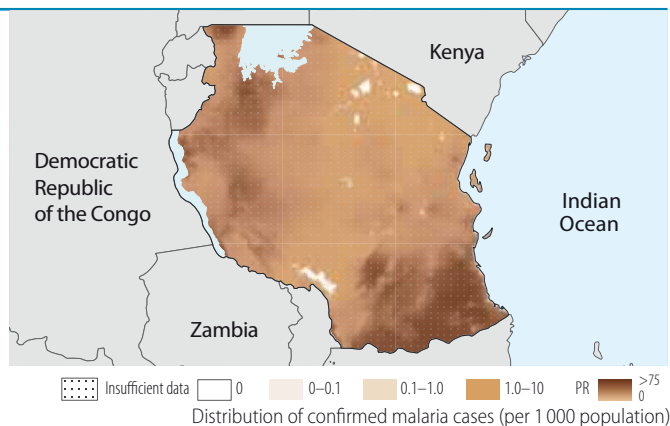 Kenya
Democratic
Republic
of the Congo
Indian
Ocean
Zambia
Insufficient data 0 0–0.1 0.1–1.0 1.0–10 PR >75
0
Distribution of confirmed malaria cases (per 1 000 population)